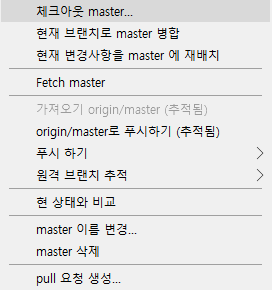 체크아웃 master...
현재 브랜치로 master 병합
현재 변경사항을 master 에 재배치
Fetch master
가져오기 origin/master (추적됨)
origin/master로 푸시하기 (추적됨)
푸시 하기
원격 브랜치 추적
현 상태와 비교
master 이름 변경...
master 삭제
pull 요청 생성...